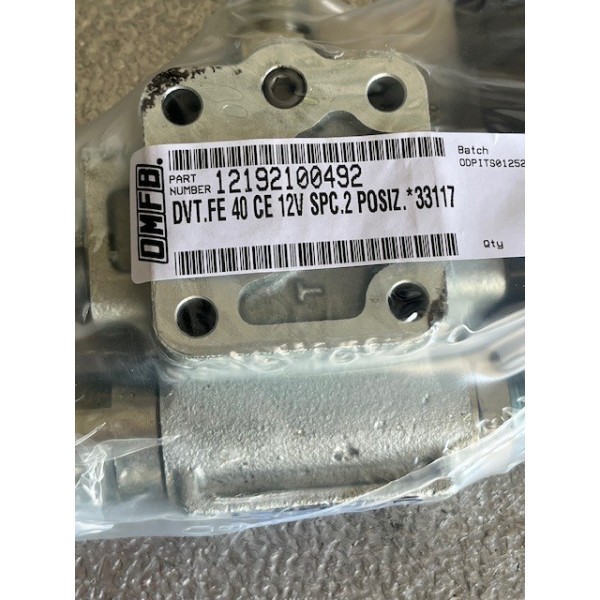 OMFB.
PART
NUMBER 12192100492
DVT.FE 40 CE 12V SPC.2 POSIZ.*33117
Batch
ODPITS01252
Qty
L